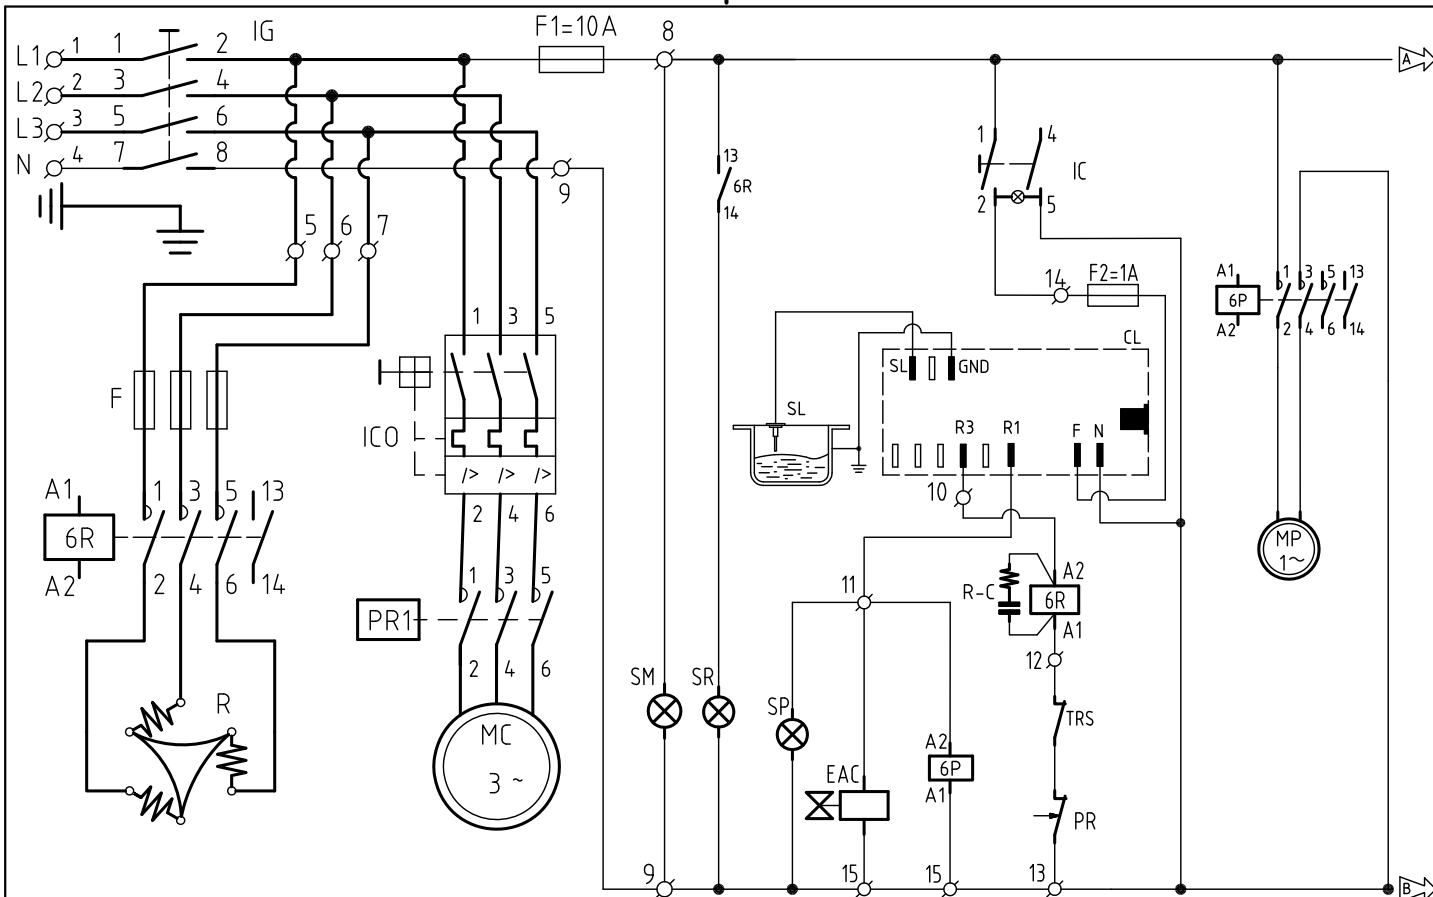 IG
F1=10A
8
L1 1 1 2
A
L2 2 3 4
L3 3 5 6
N 4 7 8
9
1 4
IC
2 5
13
6R
14
5 6 7
14 F2=1A
A1
6P
A2
1 3 5 13
2 4 6 14
1 3 5
CL
SL GND
F
ICO
SL
R3 R1 F N
/> /> />
10
A1
6R
A2
1 3 5 13
2 4 6 14
2 4 6
MP
1~
1 3 5
PR1
2 4 6
11
R-C
A2
6R
A1
12
SM SR SP
R
MC
3 ~
TRS
A2
6P
A1
EAC
PR
9 15 15 13
B